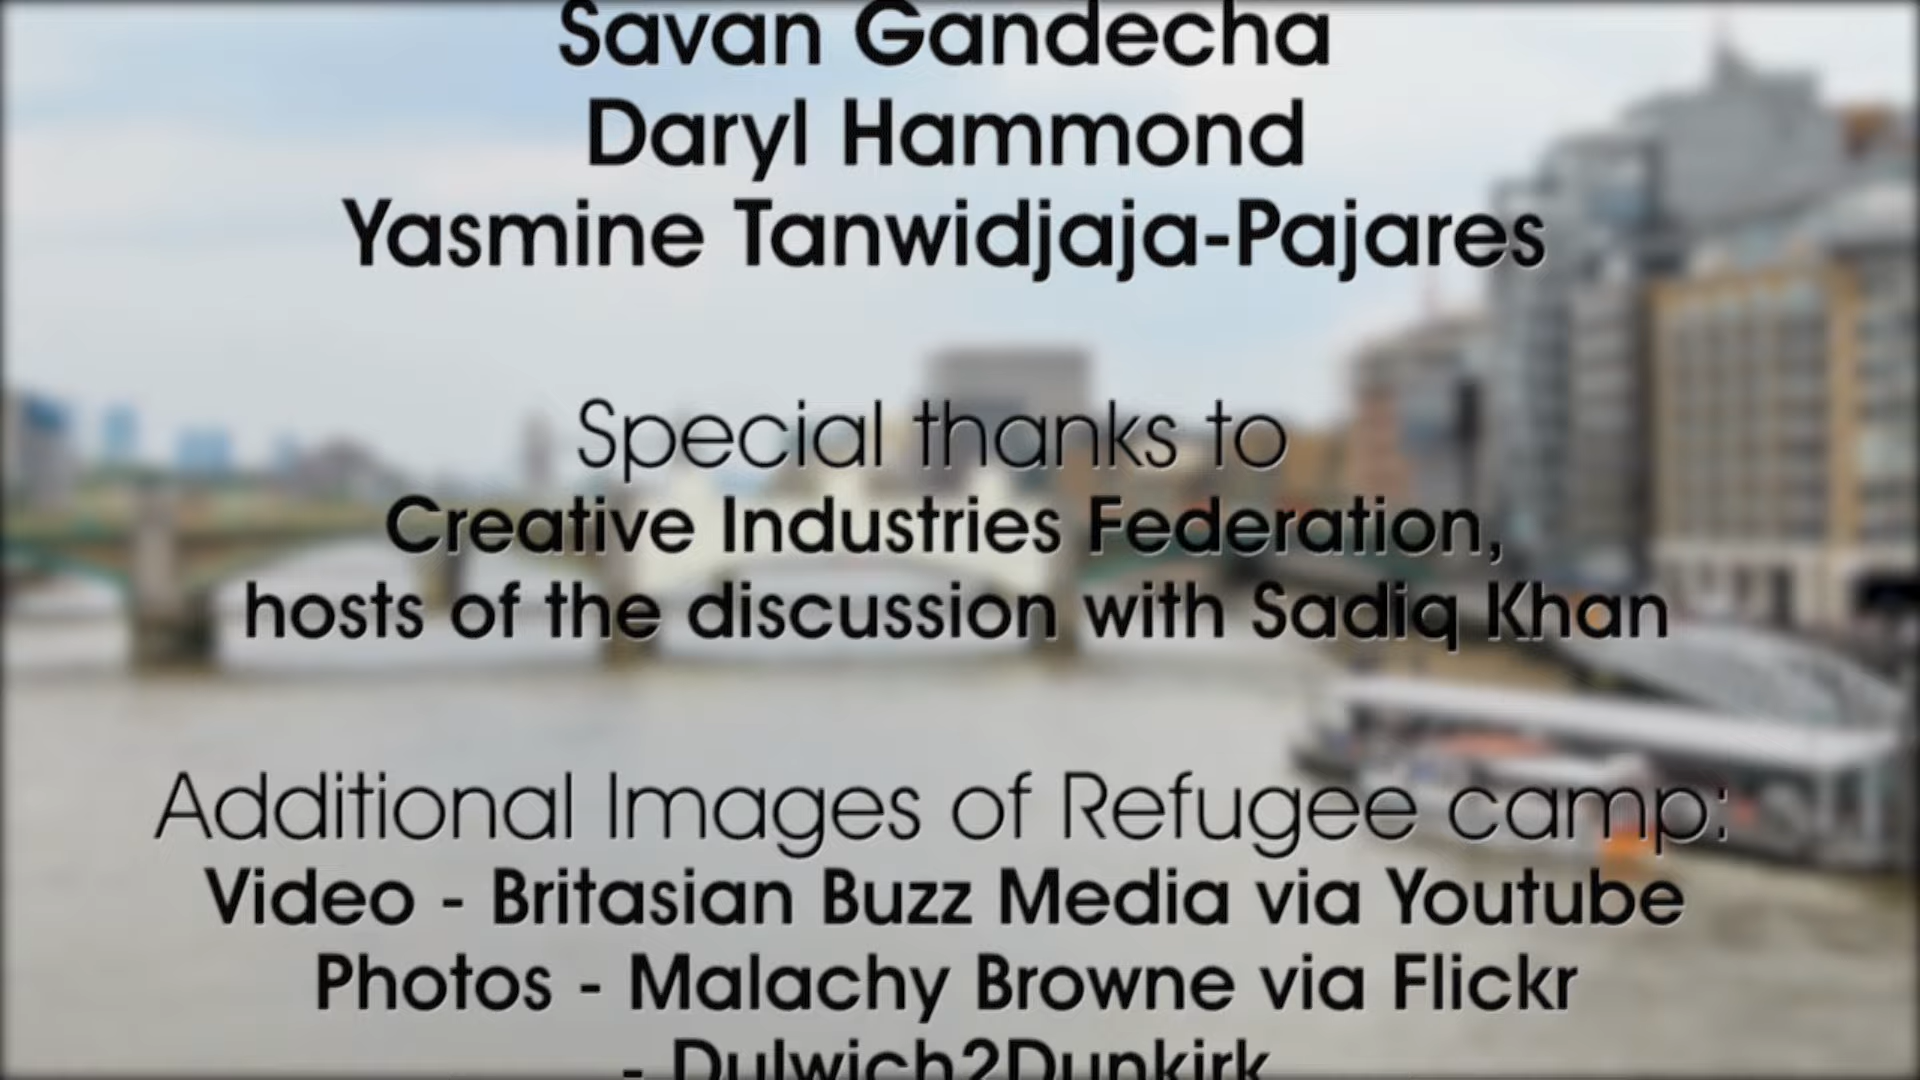 Savan Gandecha
Daryl Hammond
Yasmine Tanwidjaja-Pajares
Special thanks to
Creative Industries Federation,
hosts of the discussion with Sadiq Khan
Additional Images of Refugee camp:
Video - Britasian Buzz Media via Youtube
Photos - Malachy Browne via Flickr
- Dulwich2Dunkirk